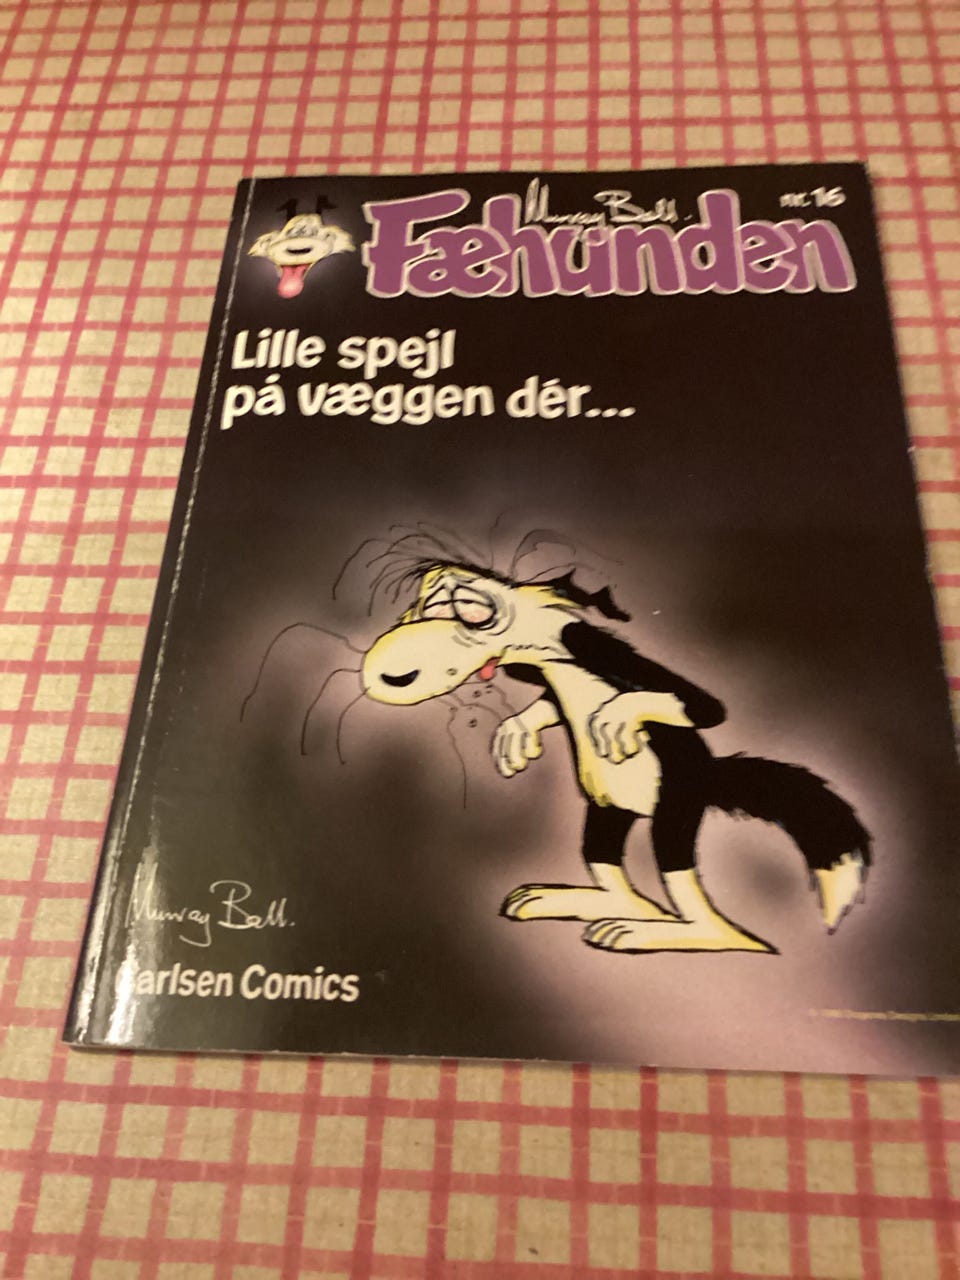 Murray Ball.
nr. 16
Fæhunden
Lille spejl
på væggen dér...
Murray Ball.
Carlsen Comics